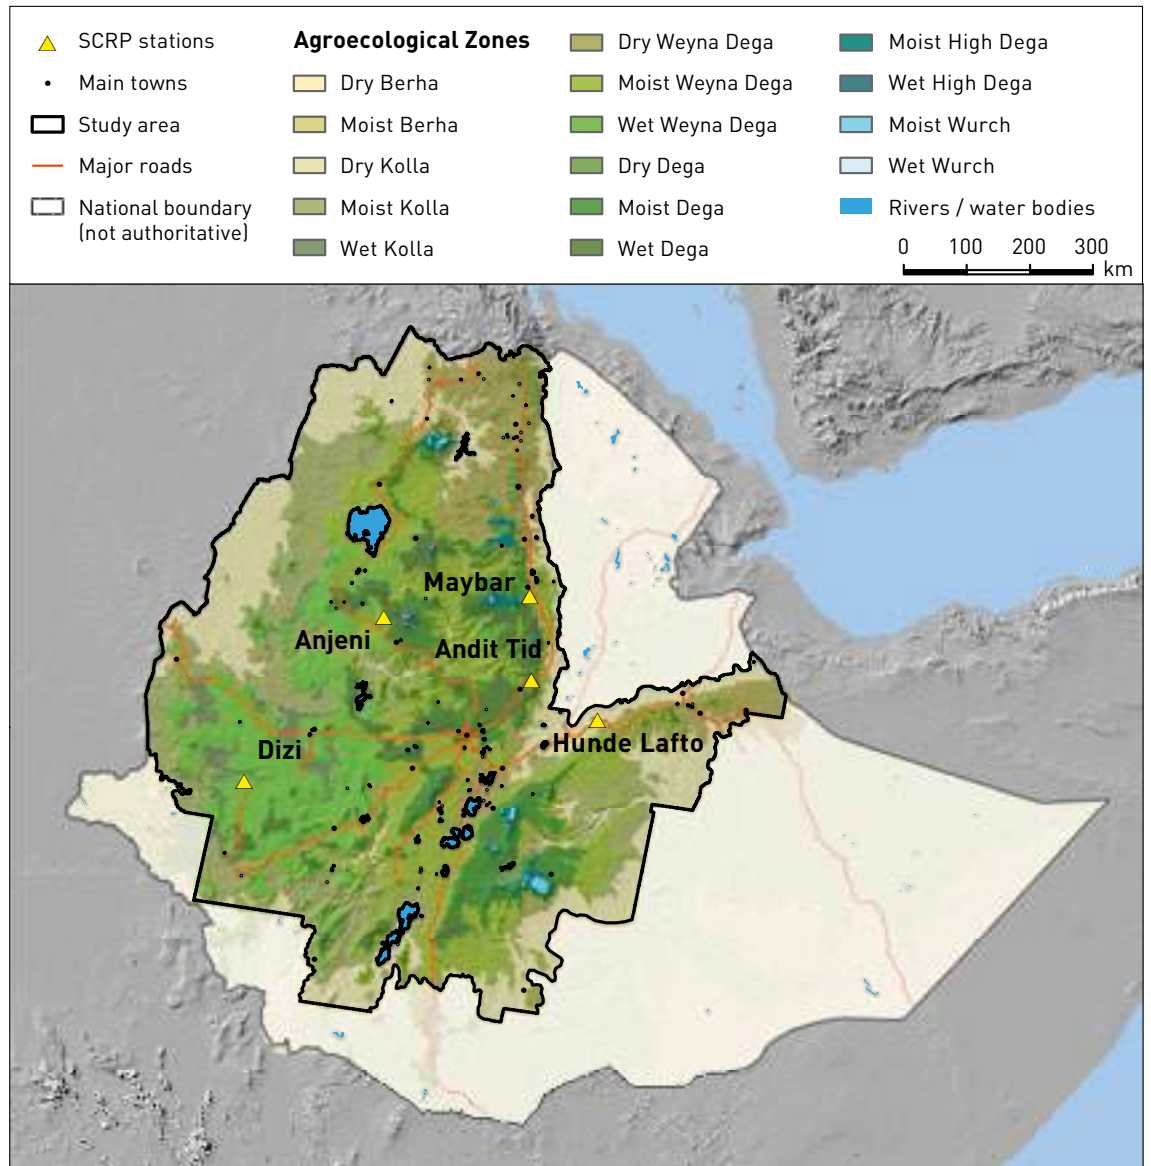 SCRP stations
Main towns
Study area
Major roads
National boundary
(not authoritative)
Agroecological Zones
Dry Berha
Moist Berha
Dry Kolla
Moist Kolla
Wet Kolla
Dry Weyna Dega
Moist Weyna Dega
Wet Weyna Dega
Dry Dega
Moist Dega
Wet Dega
Moist High Dega
Wet High Dega
Moist Wurch
Wet Wurch
Rivers / water bodies
0 100 200 300
km
Maybar
Anjeni
Andit Tid
Dizi
Hunde Lafto